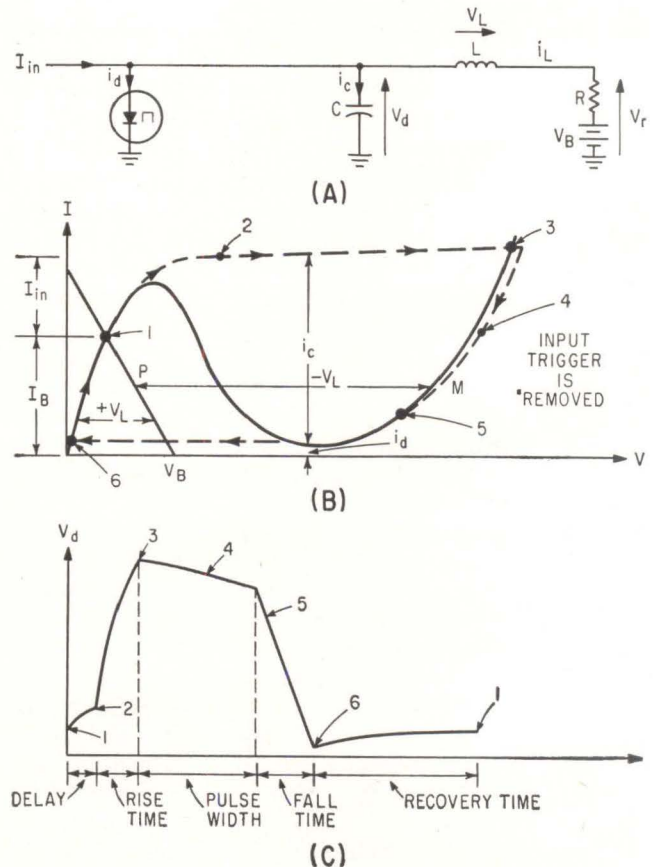 V_L
L
i_L
I_in
i_d
i_c
C
V_d
R
V_B
V_r
(A)
I
2
3
I_in
1
4
i_c
INPUT
TRIGGER
IS
REMOVED
P
-V_L
M
I_B
+V_L
5
i_d
6
V_B
V
(B)
V_d
3
4
5
2
1
6
1
DELAY
RISE
TIME
PULSE
WIDTH
FALL
TIME
RECOVERY TIME
(C)